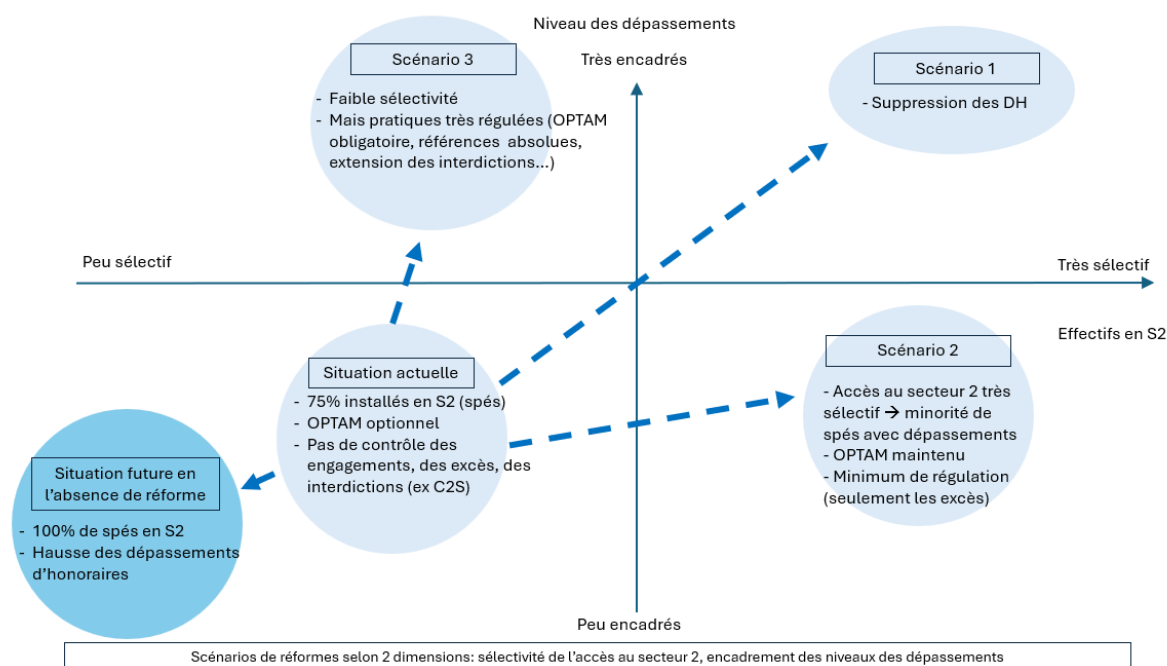 Niveau des dépassements
Très encadrés
Scénario 3
- Faible sélectivité
- Mais pratiques très régulées (OPTAM
obligatoire, références absolues,
extension des interdictions...)
Scénario 1
- Suppression des DH
Peu sélectif
Très sélectif
Effectifs en S2
Situation actuelle
- 75% installés en S2 (spés)
- OPTAM optionnel
- Pas de contrôle des
engagements, des excès, des
interdictions (ex C2S)
Scénario 2
- Accès au secteur 2 très
sélectif → minorité de
spés avec dépassements
- OPTAM maintenu
- Minimum de régulation
(seulement les excès)
Situation future en
l'absence de réforme
- 100% de spés en S2
- Hausse des dépassements
d'honoraires
Peu encadrés
Scénarios de réformes selon 2 dimensions: sélectivité de l'accès au secteur 2, encadrement des niveaux des dépassements